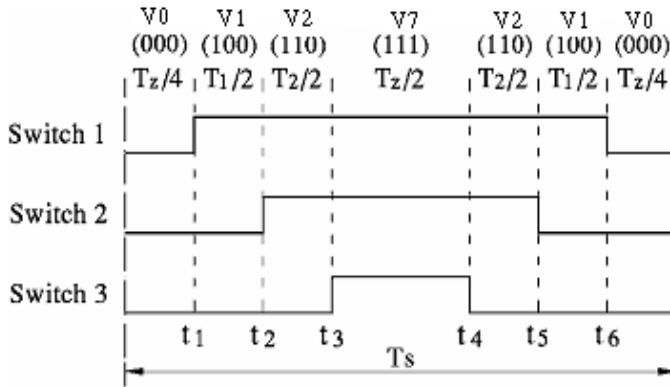 V0 V1 V2 V7 V2 V1 V0
(000) (100) (110) (111) (110) (100) (000)
Tz/4 T1/2 T2/2 Tz/2 T2/2 T1/2 Tz/4
Switch 1
Switch 2
Switch 3
t1 t2 t3 t4 t5 t6
Ts